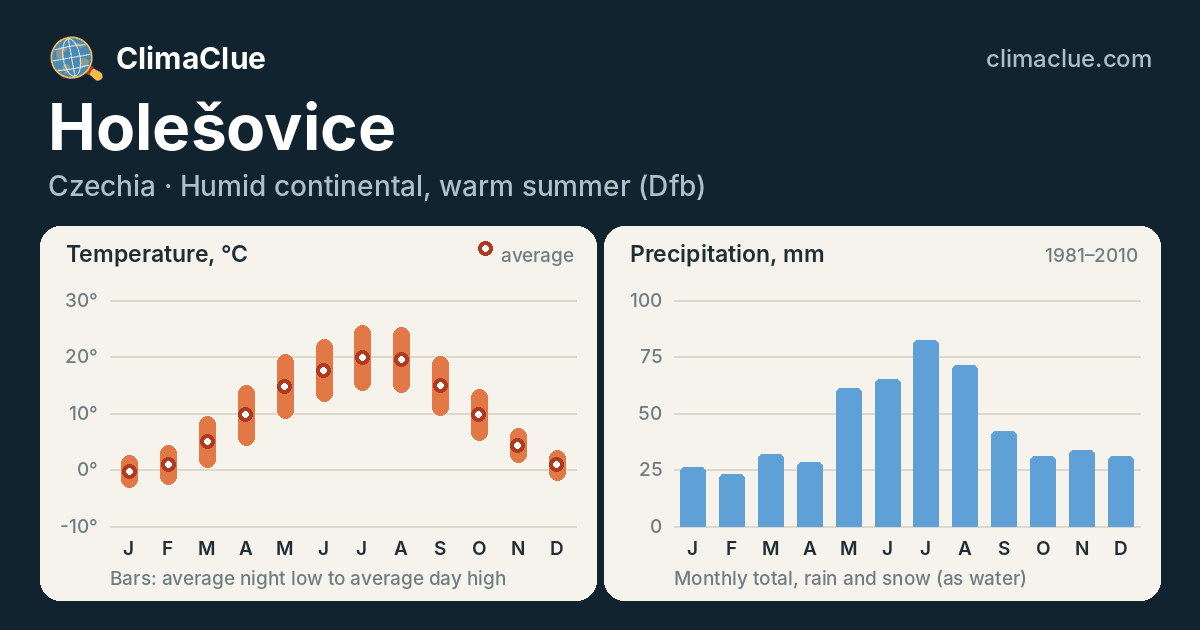 ClimaClue
climaclue.com
Holešovice
Czechia · Humid continental, warm summer (Dfb)
Temperature, °C
average
30°
20°
10°
0°
-10°
J F M A M J J A S O N D
Bars: average night low to average day high
Precipitation, mm
1981–2010
100
75
50
25
0
J F M A M J J A S O N D
Monthly total, rain and snow (as water)